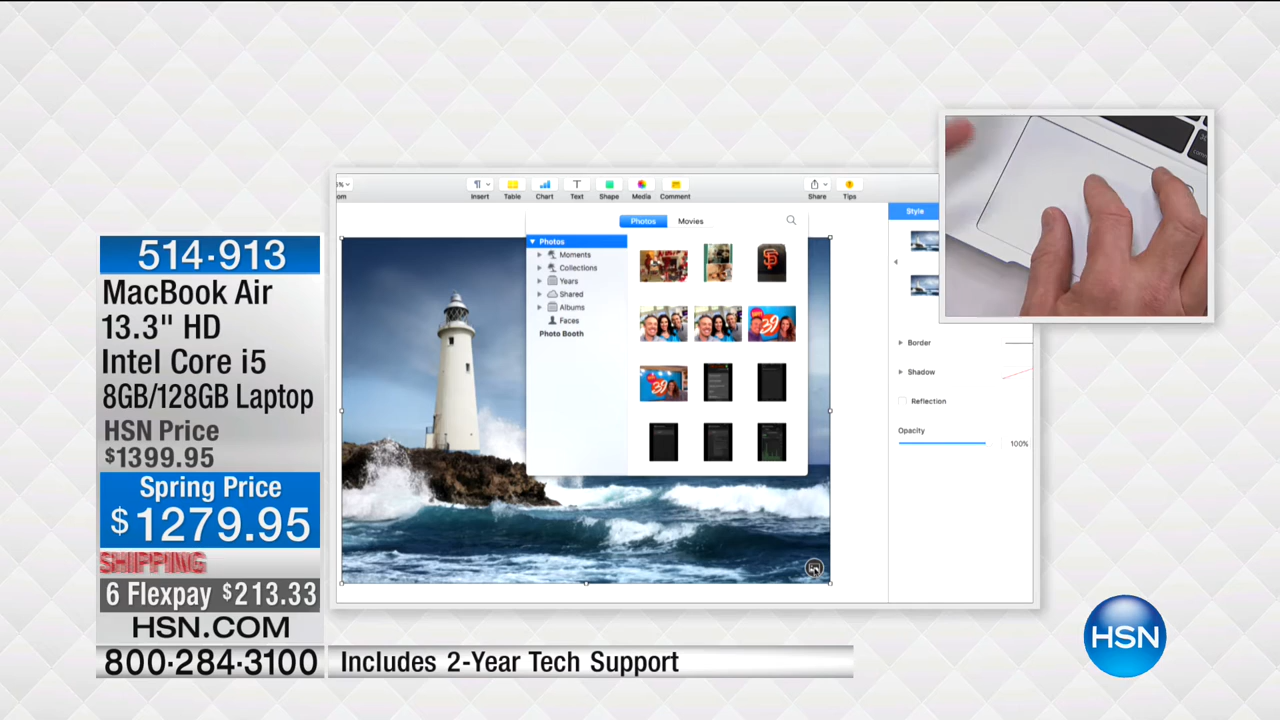 514-913
MacBook Air
13.3" HD
Intel Core i5
8GB/128GB Laptop
HSN Price
$1399.95
Spring Price
$1279.95
SHIPPING
6 Flexpay $213.33
HSN.COM
800-284-3100
Includes 2-Year Tech Support
Insert
Table
Chart
Text
Shape
Media
Comment
Share
Tips
Photos
Movies
Photos
Moments
Collections
Years
Shared
Albums
Faces
Photo Booth
Style
Border
Shadow
Reflection
Opacity
100%
39
39
HSN